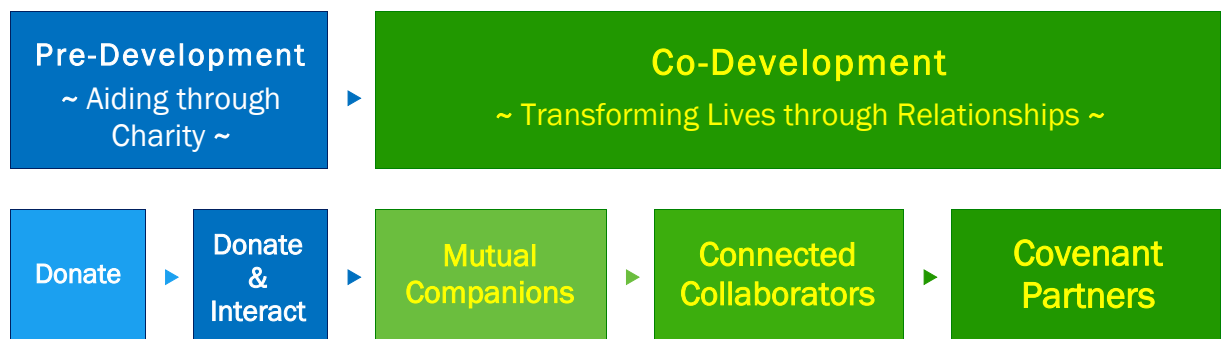 Pre-Development
~ Aiding through
Charity ~
Co-Development
~ Transforming Lives through Relationships ~
Donate
Donate
&
Interact
Mutual
Companions
Connected
Collaborators
Covenant
Partners